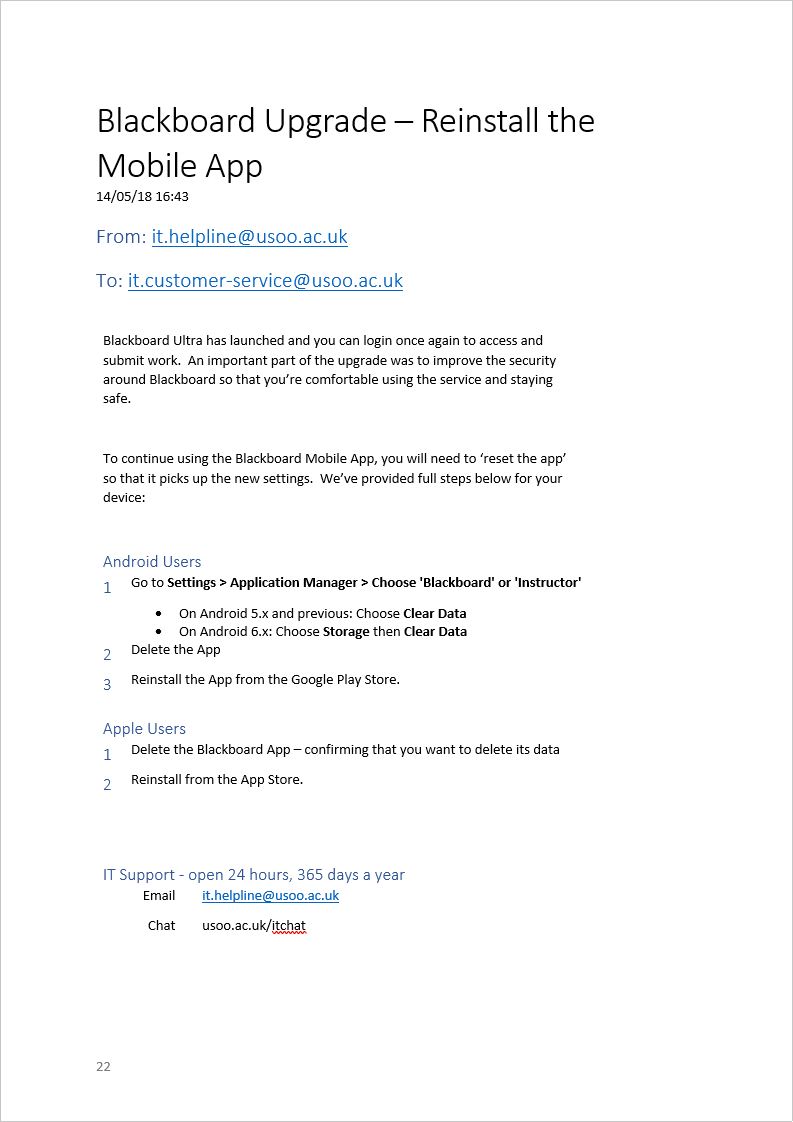 Blackboard Upgrade – Reinstall the
Mobile App
14/05/18 16:43
From: it.helpline@usoo.ac.uk
To: it.customer-service@usoo.ac.uk
Blackboard Ultra has launched and you can login once again to access and
submit work.  An important part of the upgrade was to improve the security
around Blackboard so that you’re comfortable using the service and staying
safe.
To continue using the Blackboard Mobile App, you will need to ‘reset the app’
so that it picks up the new settings.  We’ve provided full steps below for your
device:
Android Users
1 Go to Settings > Application Manager > Choose 'Blackboard' or 'Instructor'
• On Android 5.x and previous: Choose Clear Data
• On Android 6.x: Choose Storage then Clear Data
2 Delete the App
3 Reinstall the App from the Google Play Store.
Apple Users
1 Delete the Blackboard App – confirming that you want to delete its data
2 Reinstall from the App Store.
IT Support - open 24 hours, 365 days a year
Email it.helpline@usoo.ac.uk
Chat usoo.ac.uk/itchat
22